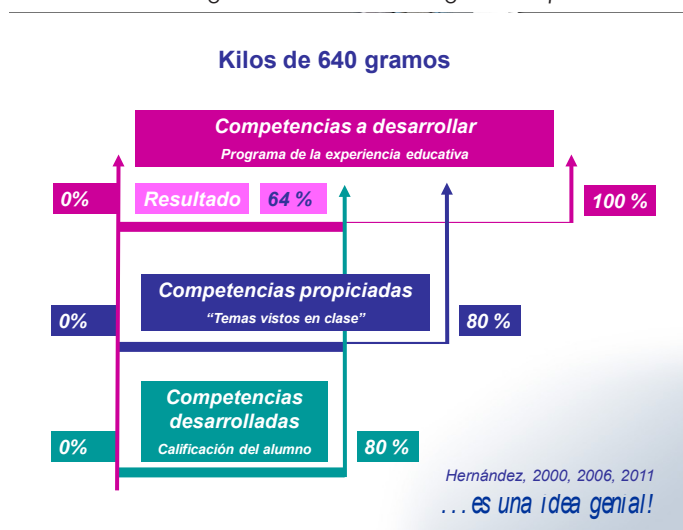 Kilos de 640 gramos
Competencias a desarrollar
Programa de la experiencia educativa
0%
Resultado
64 %
100 %
Competencias propiciadas
“Temas vistos en clase”
0%
80 %
Competencias
desarrolladas
Calificación del alumno
0%
80 %
Hernández, 2000, 2006, 2011
...es una idea genial!